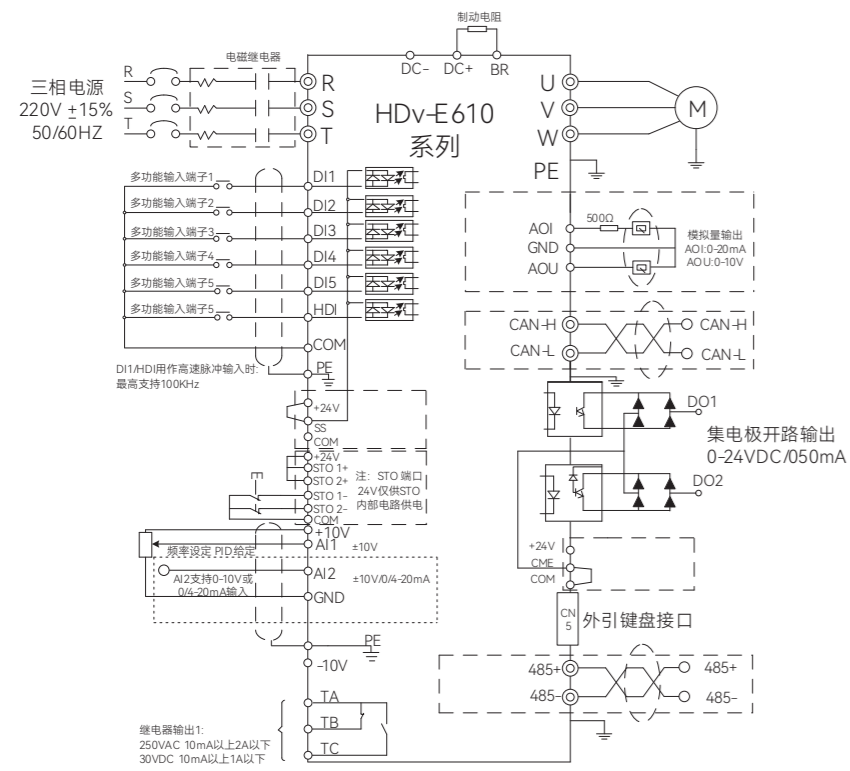 制动电阻
电磁继电器
DC-
DC+
BR
三相电源
220V ±15%
50/60HZ
R
S
T
R
S
T
HDv-E610
系列
U
V
W
M
PE
多功能输入端子1
DI1
多功能输入端子2
DI2
多功能输入端子3
DI3
多功能输入端子4
DI4
多功能输入端子5
DI5
多功能输入端子5
HDI
COM
DI1/HDI用作高速脉冲输入时:
最高支持100KHz
PE
+24V
SS
COM
+24V
STO 1+
STO 2+
STO 1-
STO 2-
COM
注: STO 端口
24V仅供STO
内部电路供电
E
+10V
AI1
±10V
频率设定 PID给定
AI2支持0-10V或
0/4-20mA输入
AI2
±10V/0/4-20mA
GND
PE
-10V
TA
TB
TC
继电器输出1:
250VAC 10mA以上2A以下
30VDC 10mA以上1A以下
AOI
500Ω
GND
AOU
模拟量输出
AOI:0-20mA
AOU:0-10V
CAN-H
CAN-H
CAN-L
CAN-L
DO1
集电极开路输出
0-24VDC/050mA
DO2
+24V
CME
COM
CN
5
外引键盘接口
485+
485+
485-
485-